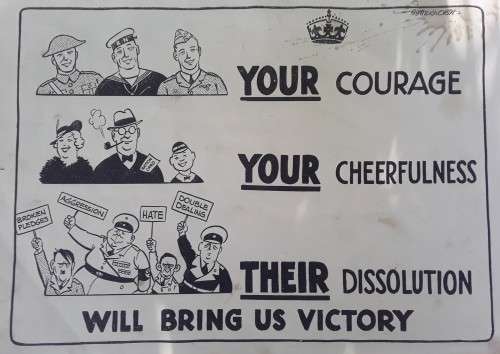 YOUR COURAGE
YOUR CHEERFULNESS
BROKEN PLEDGES
AGGRESSION
HATE
DOUBLE DEALING
THEIR DISSOLUTION
WILL BRING US VICTORY